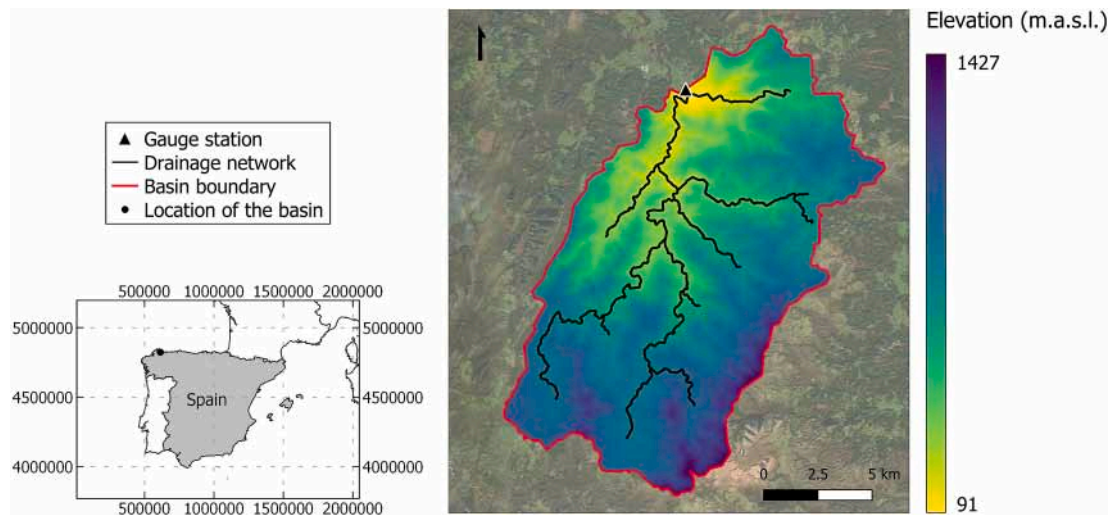 Elevation (m.a.s.l.)
1427
91
Gauge station
Drainage network
Basin boundary
Location of the basin
500000 1000000 1500000 2000000
5000000 5000000
4500000 4500000
4000000 4000000
Spain
500000 1000000 1500000 2000000
0 2.5 5 km